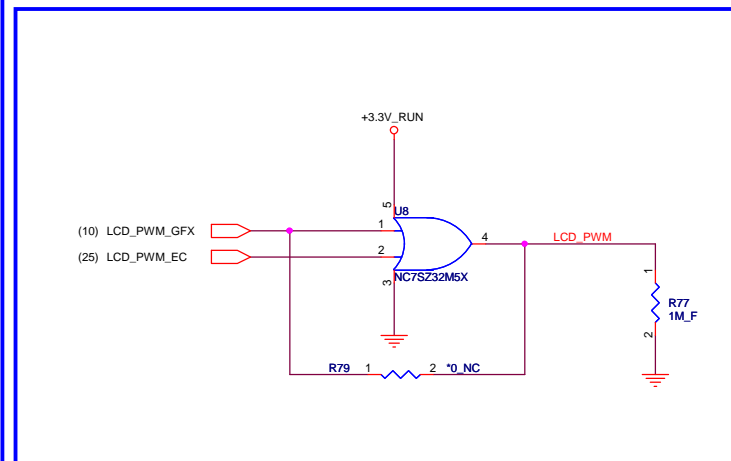 +3.3V_RUN
5
U8
(10) LCD_PWM_GFX
1
4
LCD_PWM
(25) LCD_PWM_EC
2
1
3
NC7SZ32M5X
R77
1M_F
2
R79 1 2 *0_NC